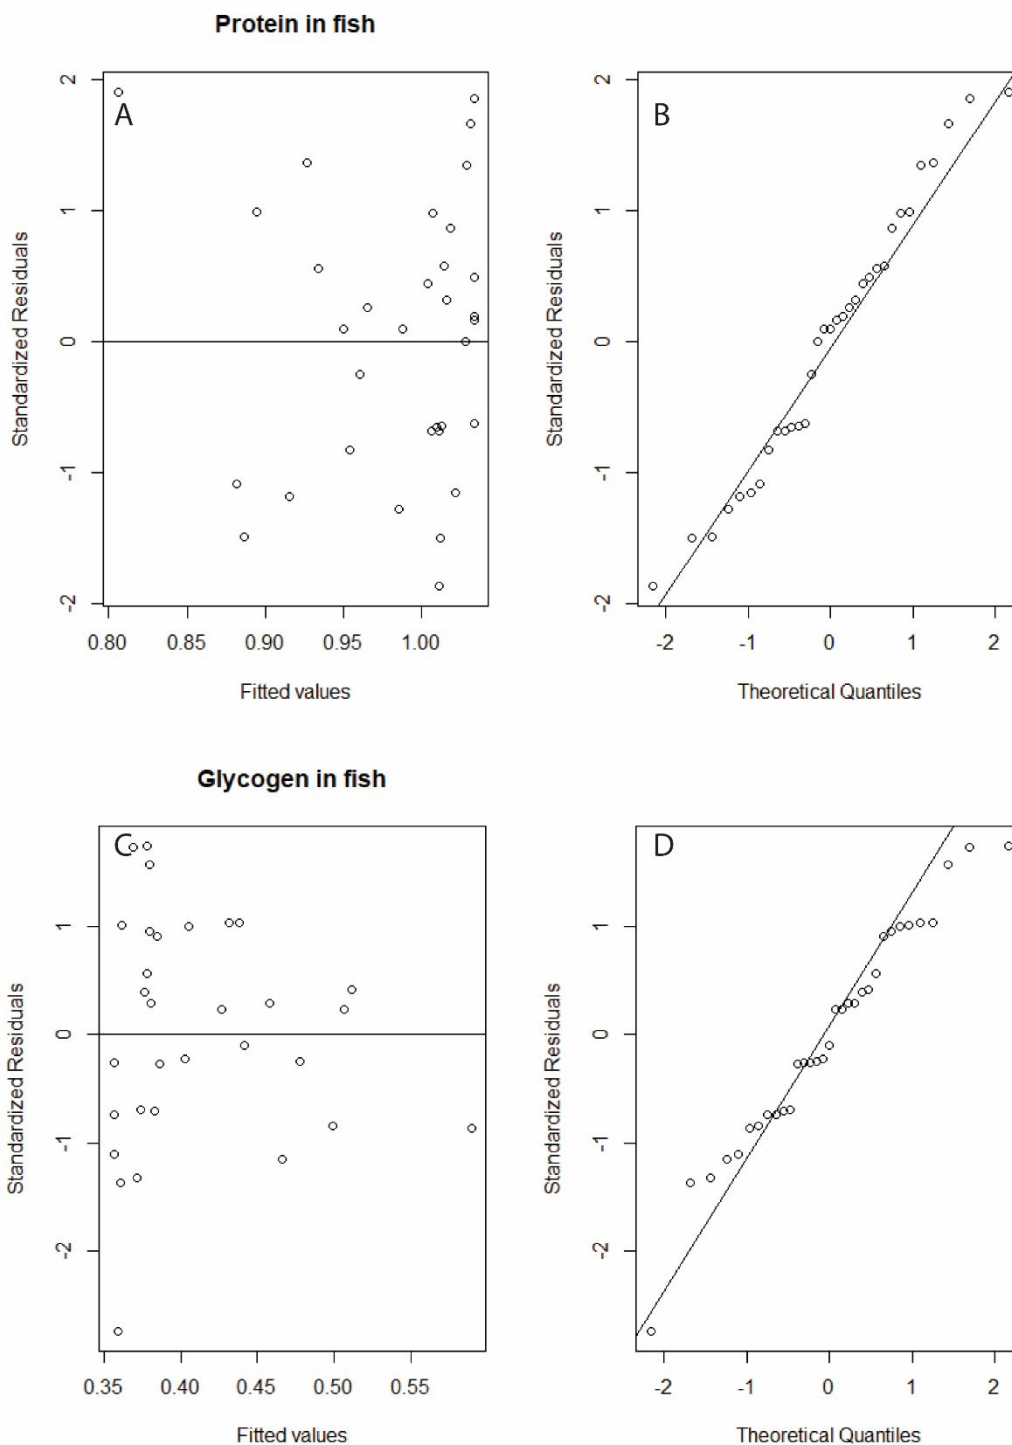 Protein in fish
A
B
Standardized Residuals
2
1
0
-1
-2
0.80 0.85 0.90 0.95 1.00
Fitted values
Standardized Residuals
2
1
0
-1
-2
-2 -1 0 1 2
Theoretical Quantiles
Glycogen in fish
C
D
Standardized Residuals
1
0
-1
-2
0.35 0.40 0.45 0.50 0.55
Fitted values
Standardized Residuals
1
0
-1
-2
-2 -1 0 1 2
Theoretical Quantiles